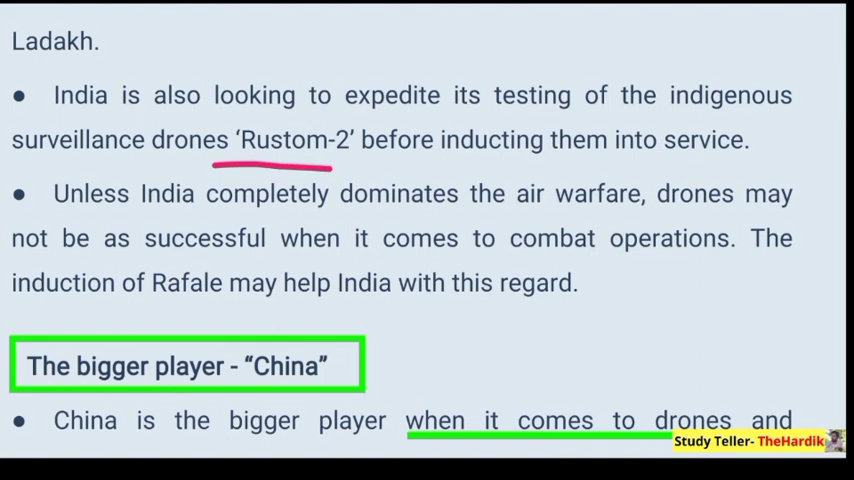 Ladakh.
● India is also looking to expedite its testing of the indigenous
surveillance drones ‘Rustom-2’ before inducting them into service.
● Unless India completely dominates the air warfare, drones may
not be as successful when it comes to combat operations. The
induction of Rafale may help India with this regard.
The bigger player - “China”
● China is the bigger player when it comes to drones and
Study Teller- TheHardik